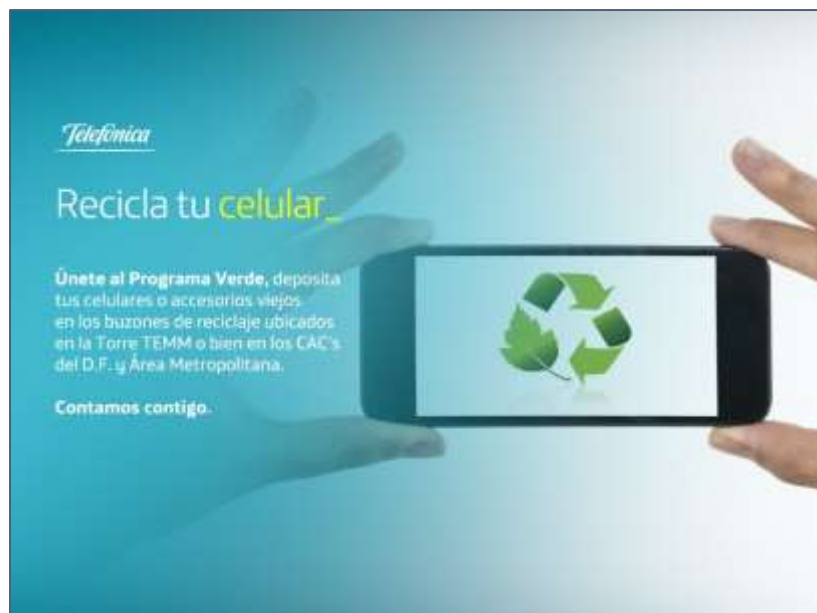 Telefónica
Recicla tu celular_
Únete al Programa Verde, deposita
tus celulares o accesorios viejos
en los buzones de reciclaje ubicados
en la Torre TEMM o bien en los CAC's
del D.F. y Área Metropolitana.
Contamos contigo.